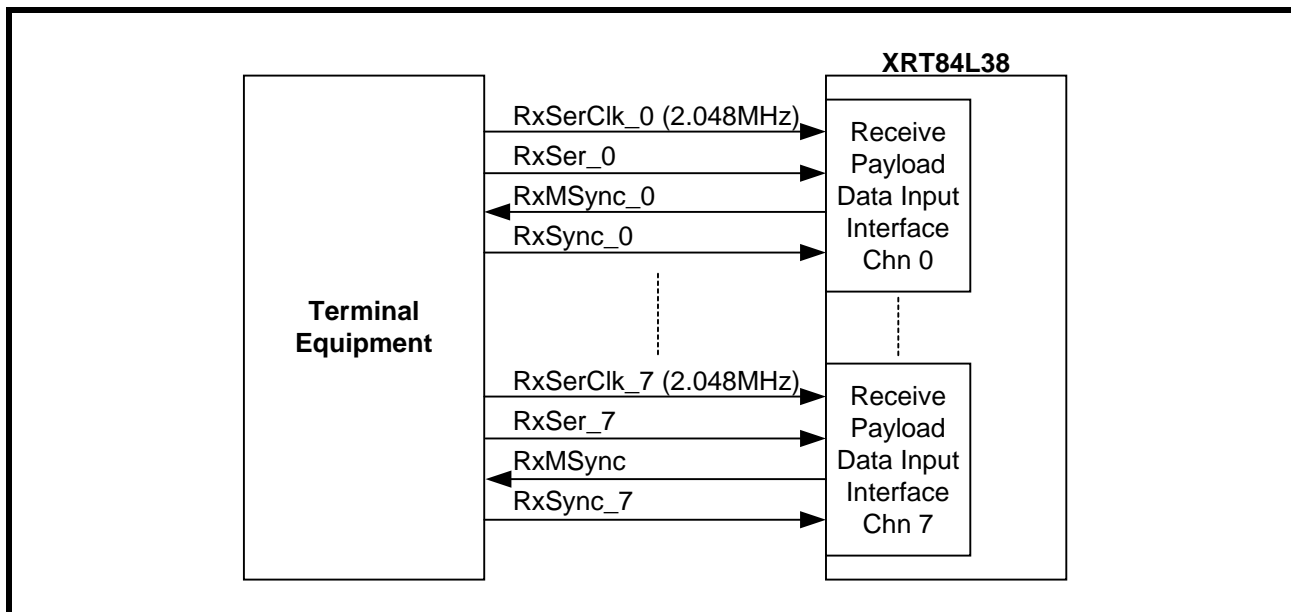 XRT84L38
RxSerClk_0 (2.048MHz)
RxSer_0
RxMSync_0
RxSync_0
Receive
Payload
Data Input
Interface
Chn 0
Terminal
Equipment
RxSerClk_7 (2.048MHz)
RxSer_7
RxMSync
RxSync_7
Receive
Payload
Data Input
Interface
Chn 7